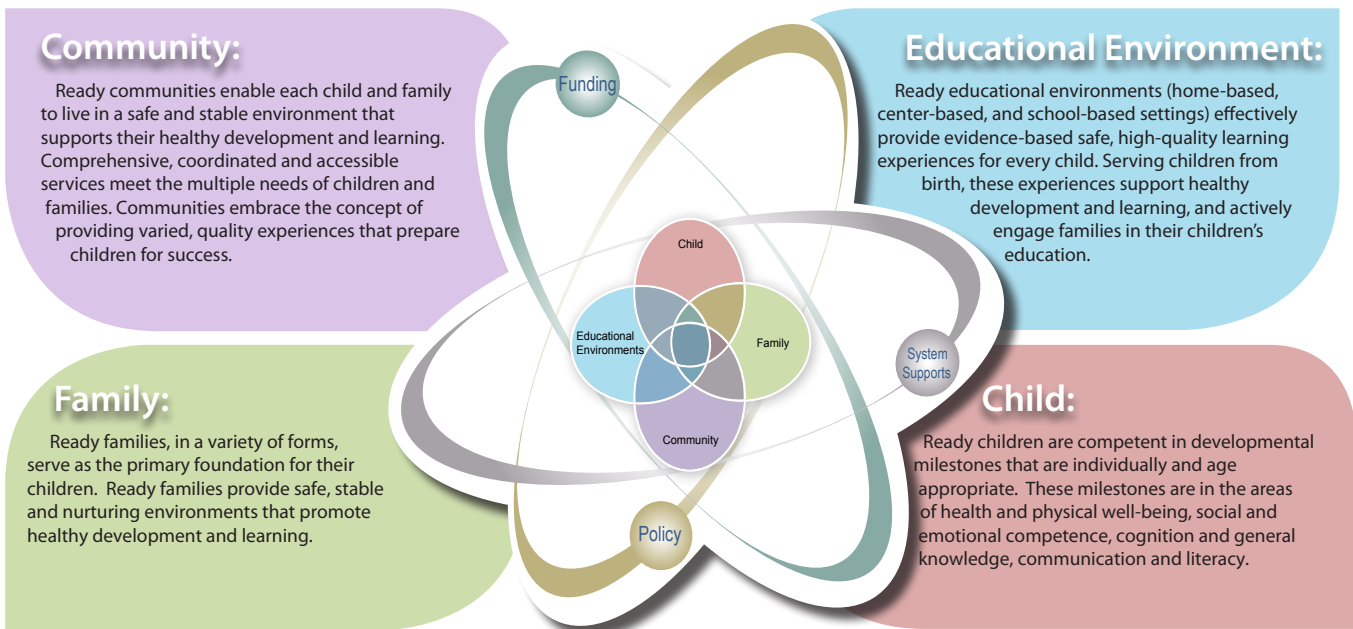 Community:
Ready communities enable each child and family
to live in a safe and stable environment that
supports their healthy development and learning.
Comprehensive, coordinated and accessible
services meet the multiple needs of children and
families. Communities embrace the concept of
providing varied, quality experiences that prepare
children for success.
Funding
Educational Environment:
Ready educational environments (home-based,
center-based, and school-based settings) effectively
provide evidence-based safe, high-quality learning
experiences for every child. Serving children from
birth, these experiences support healthy
development and learning, and actively
engage families in their children's
education.
Child
Educational
Environments
Family
Community
System
Supports
Policy
Family:
Ready families, in a variety of forms,
serve as the primary foundation for their
children. Ready families provide safe, stable
and nurturing environments that promote
healthy development and learning.
Child:
Ready children are competent in developmental
milestones that are individually and age
appropriate. These milestones are in the areas
of health and physical well-being, social and
emotional competence, cognition and general
knowledge, communication and literacy.